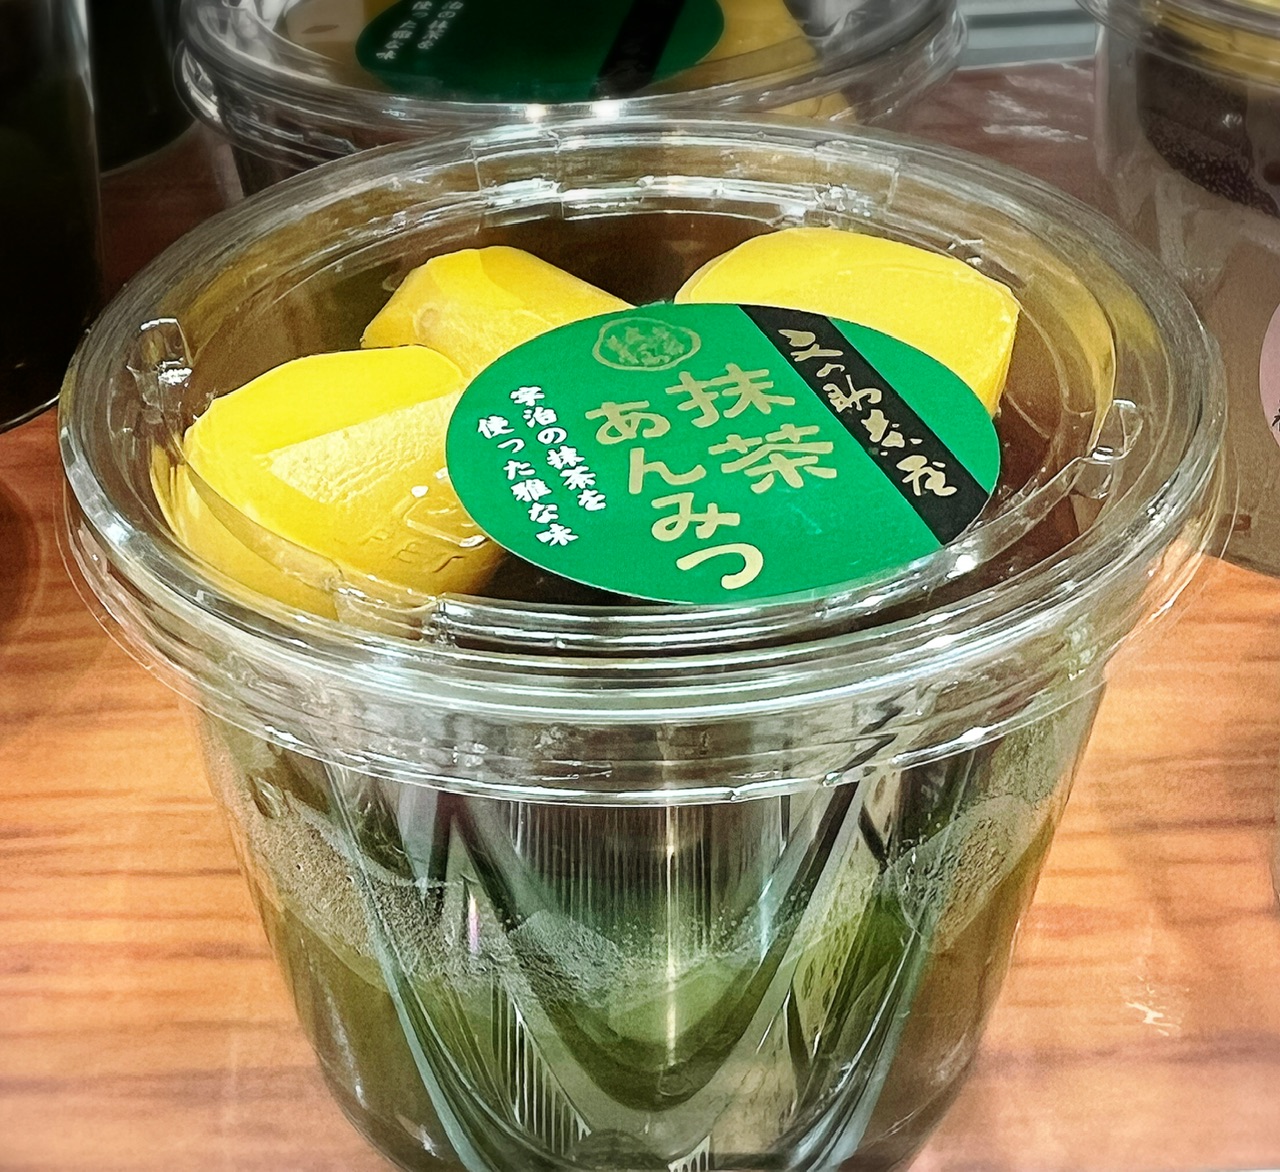 文の助茶屋
抹茶
あんみつ
宇治の抹茶を
使った雅な味